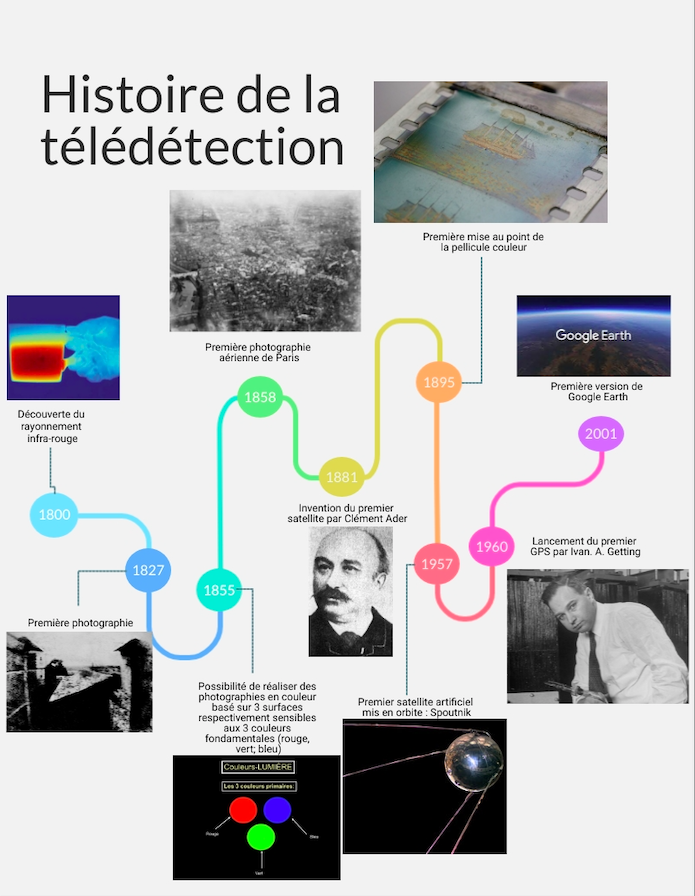 Histoire de la
télédétection
Première mise au point de
la pellicule couleur
Google Earth
Première photographie
aérienne de Paris
Première version de
Google Earth
Découverte du
rayonnement
infra-rouge
1895
1858
2001
1881
1800
Invention du premier
satellite par Clément Ader
1960
Lancement du premier
GPS par Ivan. A. Getting
1957
1827
1855
Première photographie
Possibilité de réaliser des
photographies en couleur
basé sur 3 surfaces
respectivement sensibles
aux 3 couleurs
fondamentales (rouge,
vert; bleu)
Premier satellite artificiel
mis en orbite : Spoutnik
Couleurs-LUMIÈRE
Les 3 couleurs primaires:
Rouge
Bleu
Vert